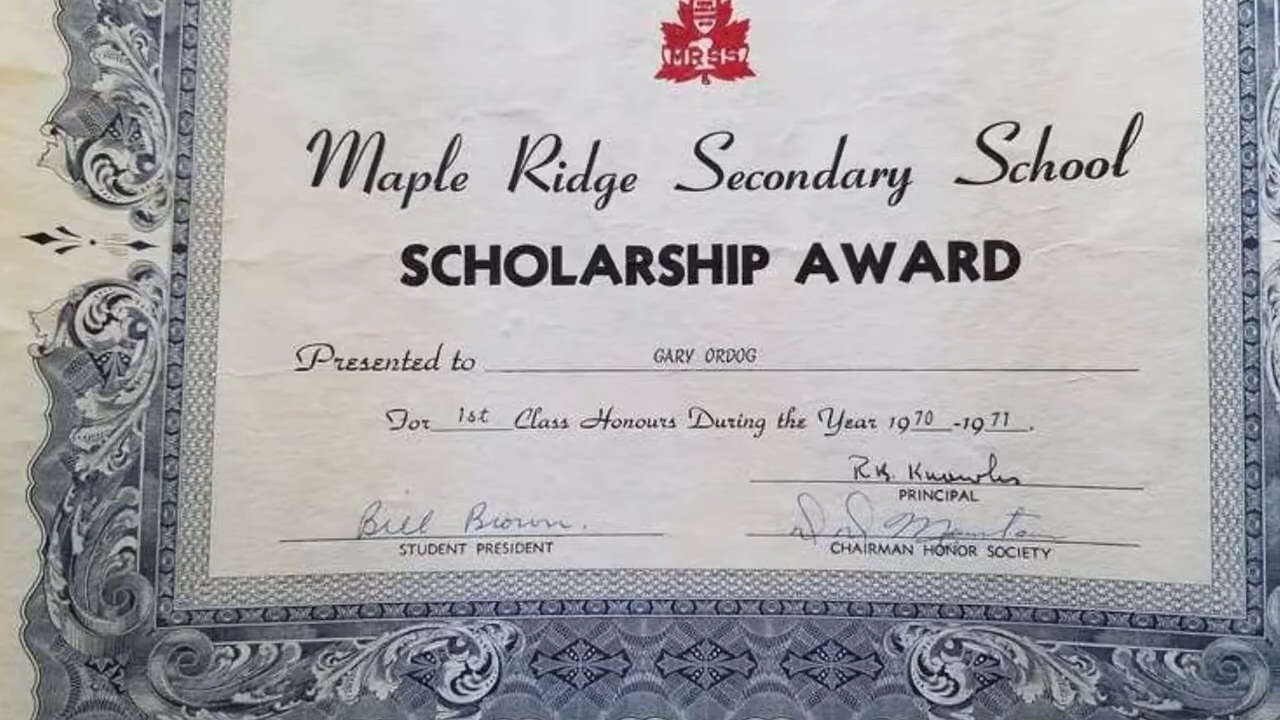 MRSS
Maple Ridge Secondary School
SCHOLARSHIP AWARD
Presented to GARY ORDOG
For 1st Class Honours During the Year 1970-1971.
Knowles
PRINCIPAL
Bill Brown.
STUDENT PRESIDENT
CHAIRMAN HONOR SOCIETY